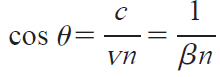 cos θ = c/vn = 1/βn